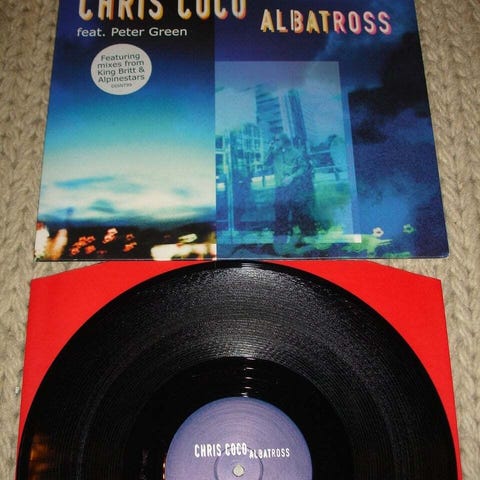 CHRIS COCO
feat. Peter Green
ALBATROSS
Featuring
mixes from
King Britt &
Alpinestars
CHRIS COCO ALBATROSS